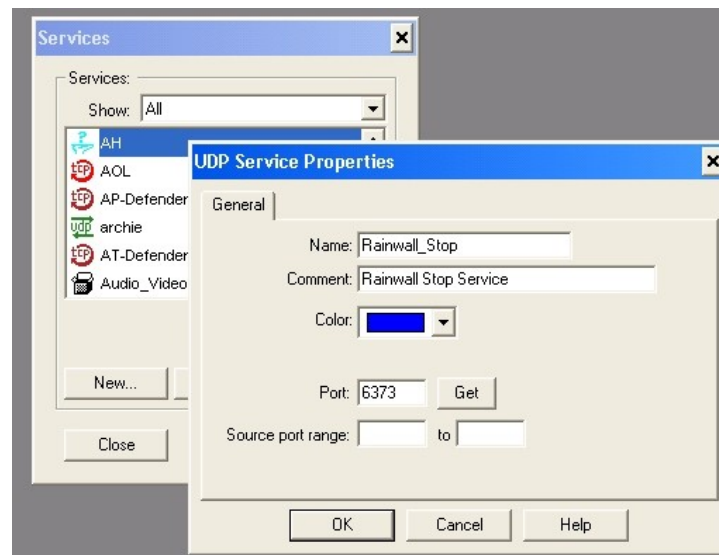 Services
Services:
Show: All
AH
AOL
AP-Defender
archie
AT-Defender
Audio_Video
New...
Close
UDP Service Properties
General
Name: Rainwall_Stop
Comment: Rainwall Stop Service
Color:
Port: 6373 Get
Source port range: to
OK Cancel Help